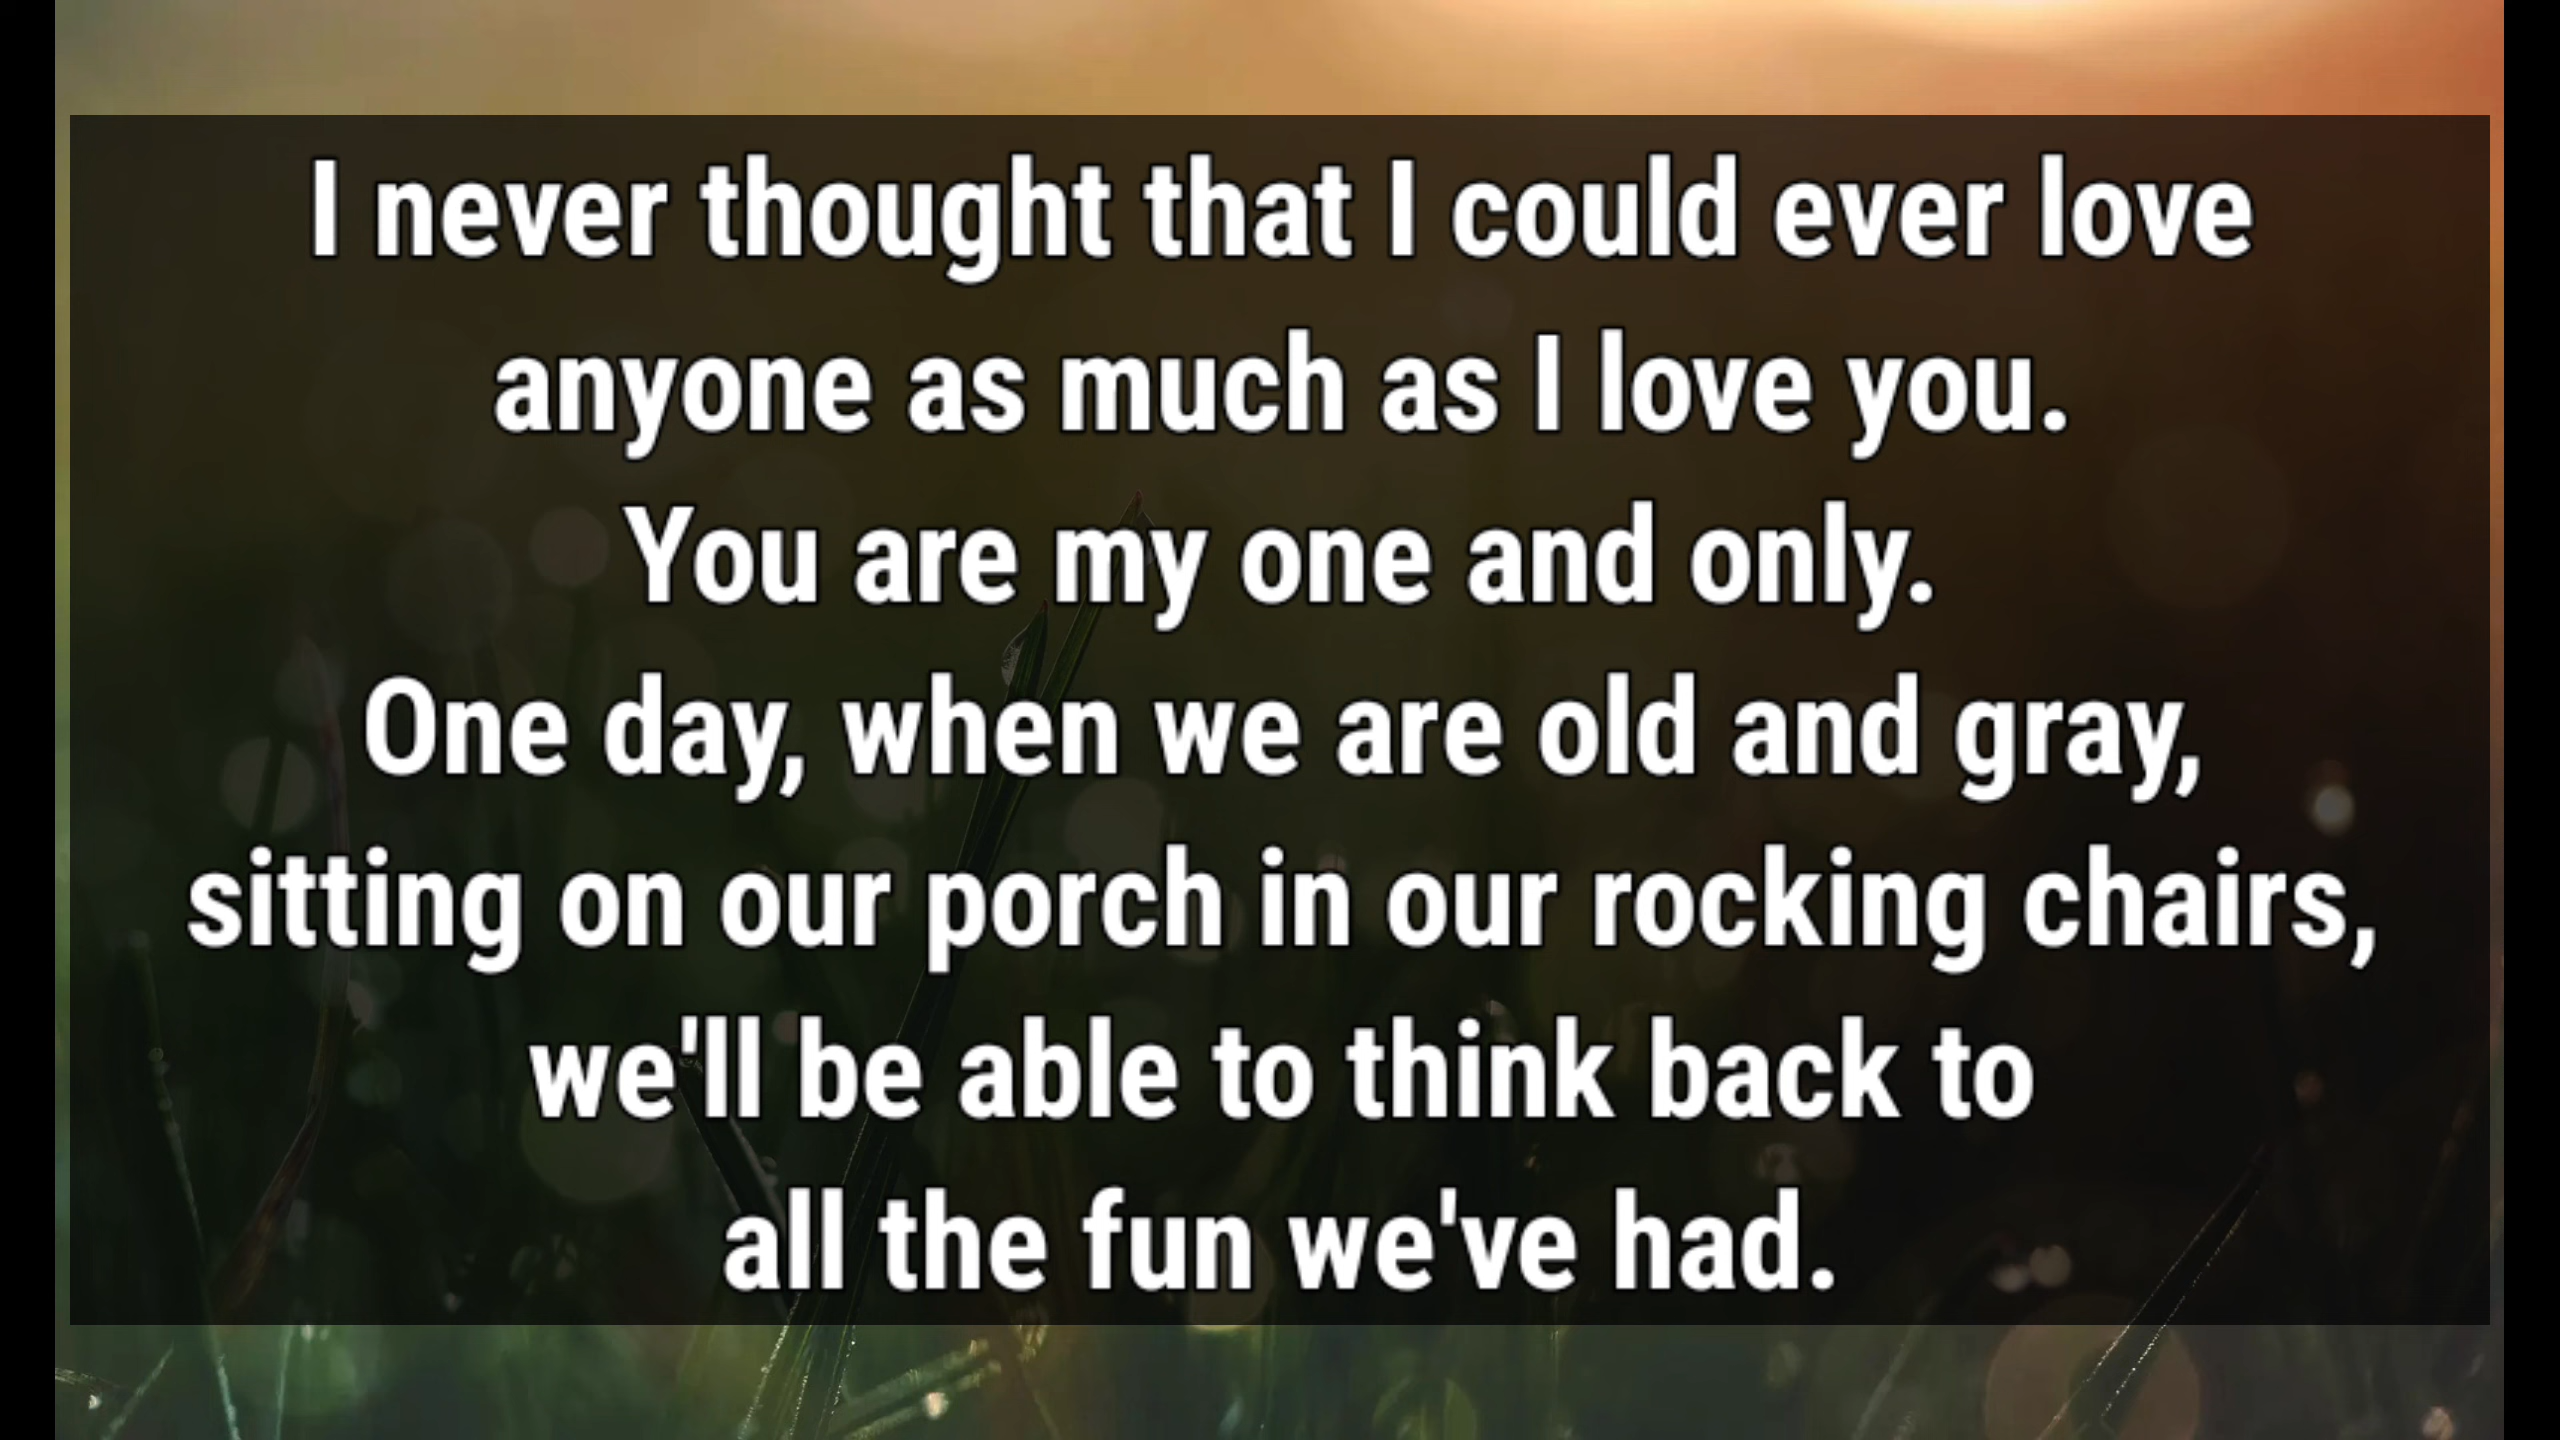 I never thought that I could ever love
anyone as much as I love you.
You are my one and only.
One day, when we are old and gray,
sitting on our porch in our rocking chairs,
we'll be able to think back to
all the fun we've had.